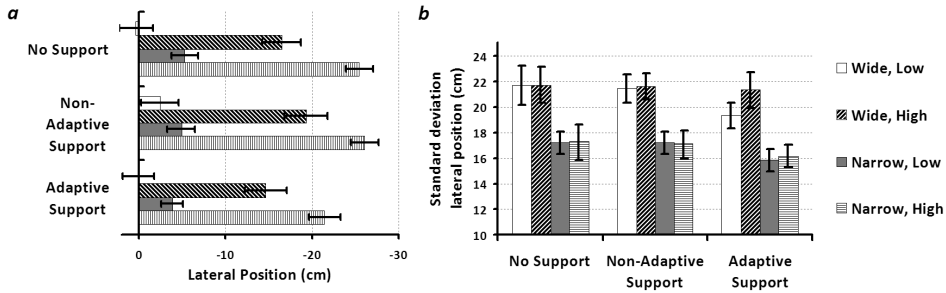 a
No Support
Non-
Adaptive
Support
Adaptive
Support
0
-10
-20
-30
Lateral Position (cm)
b
Standard deviation
lateral position (cm)
24
22
20
18
16
14
12
10
No Support
Non-Adaptive
Support
Adaptive
Support
Wide, Low
Wide, High
Narrow, Low
Narrow, High